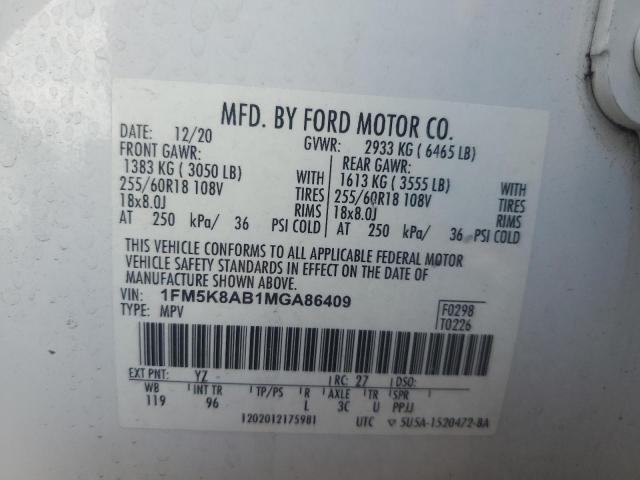 MFD. BY FORD MOTOR CO.
DATE: 12/20 GVWR: 2933 KG ( 6465 LB)
FRONT GAWR: REAR GAWR:
1383 KG ( 3050 LB) WITH 1613 KG ( 3555 LB) WITH
255/60R18 108V TIRES 255/60R18 108V TIRES
18x8.0J RIMS 18x8.0J RIMS
AT 250 kPa/ 36 PSI COLD AT 250 kPa/ 36 PSI COLD
THIS VEHICLE CONFORMS TO ALL APPLICABLE FEDERAL MOTOR
VEHICLE SAFETY STANDARDS IN EFFECT ON THE DATE OF
MANUFACTURE SHOWN ABOVE.
VIN: 1FM5K8AB1MGA86409 F0298
TYPE: MPV T0226
EXT PNT: YZ RC: 27 DSO:
WB INT TR TP/PS R AXLE TR SPR
119 96 L 3C U PPJJ
1202012175981 UTC ▽ 5U5A-1520472-BA